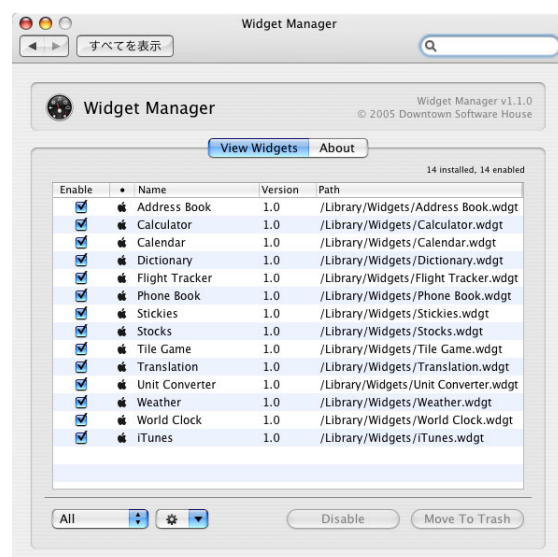 Widget Manager
すべてを表示
Widget Manager
Widget Manager v1.1.0
© 2005 Downtown Software House
View Widgets About
14 installed, 14 enabled
Enable • Name Version Path
Address Book 1.0 /Library/Widgets/Address Book.wdgt
Calculator 1.0 /Library/Widgets/Calculator.wdgt
Calendar 1.0 /Library/Widgets/Calendar.wdgt
Dictionary 1.0 /Library/Widgets/Dictionary.wdgt
Flight Tracker 1.0 /Library/Widgets/Flight Tracker.wdgt
Phone Book 1.0 /Library/Widgets/Phone Book.wdgt
Stickies 1.0 /Library/Widgets/Stickies.wdgt
Stocks 1.0 /Library/Widgets/Stocks.wdgt
Tile Game 1.0 /Library/Widgets/Tile Game.wdgt
Translation 1.0 /Library/Widgets/Translation.wdgt
Unit Converter 1.0 /Library/Widgets/Unit Converter.wdgt
Weather 1.0 /Library/Widgets/Weather.wdgt
World Clock 1.0 /Library/Widgets/World Clock.wdgt
iTunes 1.0 /Library/Widgets/iTunes.wdgt
All Disable Move To Trash